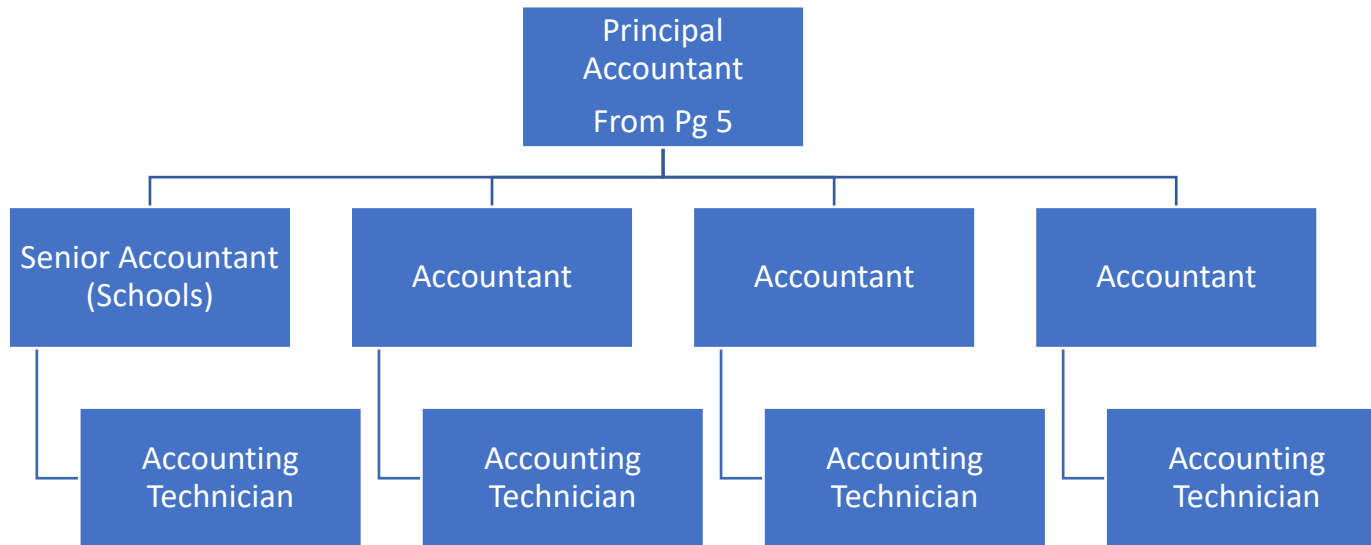 Principal
Accountant
From Pg 5
Senior Accountant
(Schools)
Accountant
Accountant
Accountant
Accounting
Technician
Accounting
Technician
Accounting
Technician
Accounting
Technician